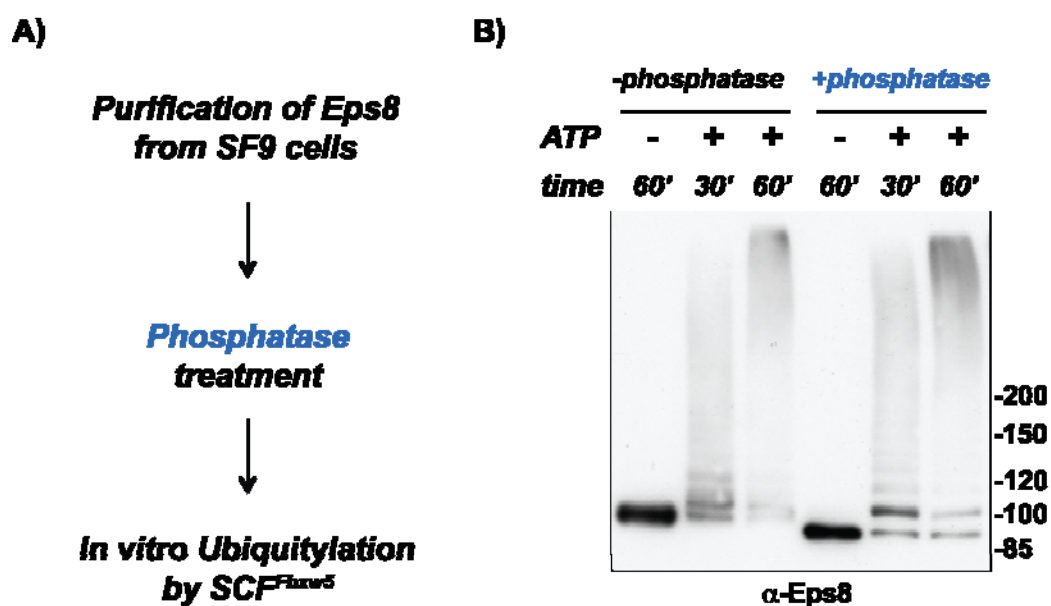 A)
Purification of Eps8
from SF9 cells
Phosphatase
treatment
In vitro Ubiquitylation
by SCFFbxw5
B)
-phosphatase +phosphatase
ATP - + + - + +
time 60' 30' 60' 60' 30' 60'
-200
-150
-120
-100
-85
α-Eps8